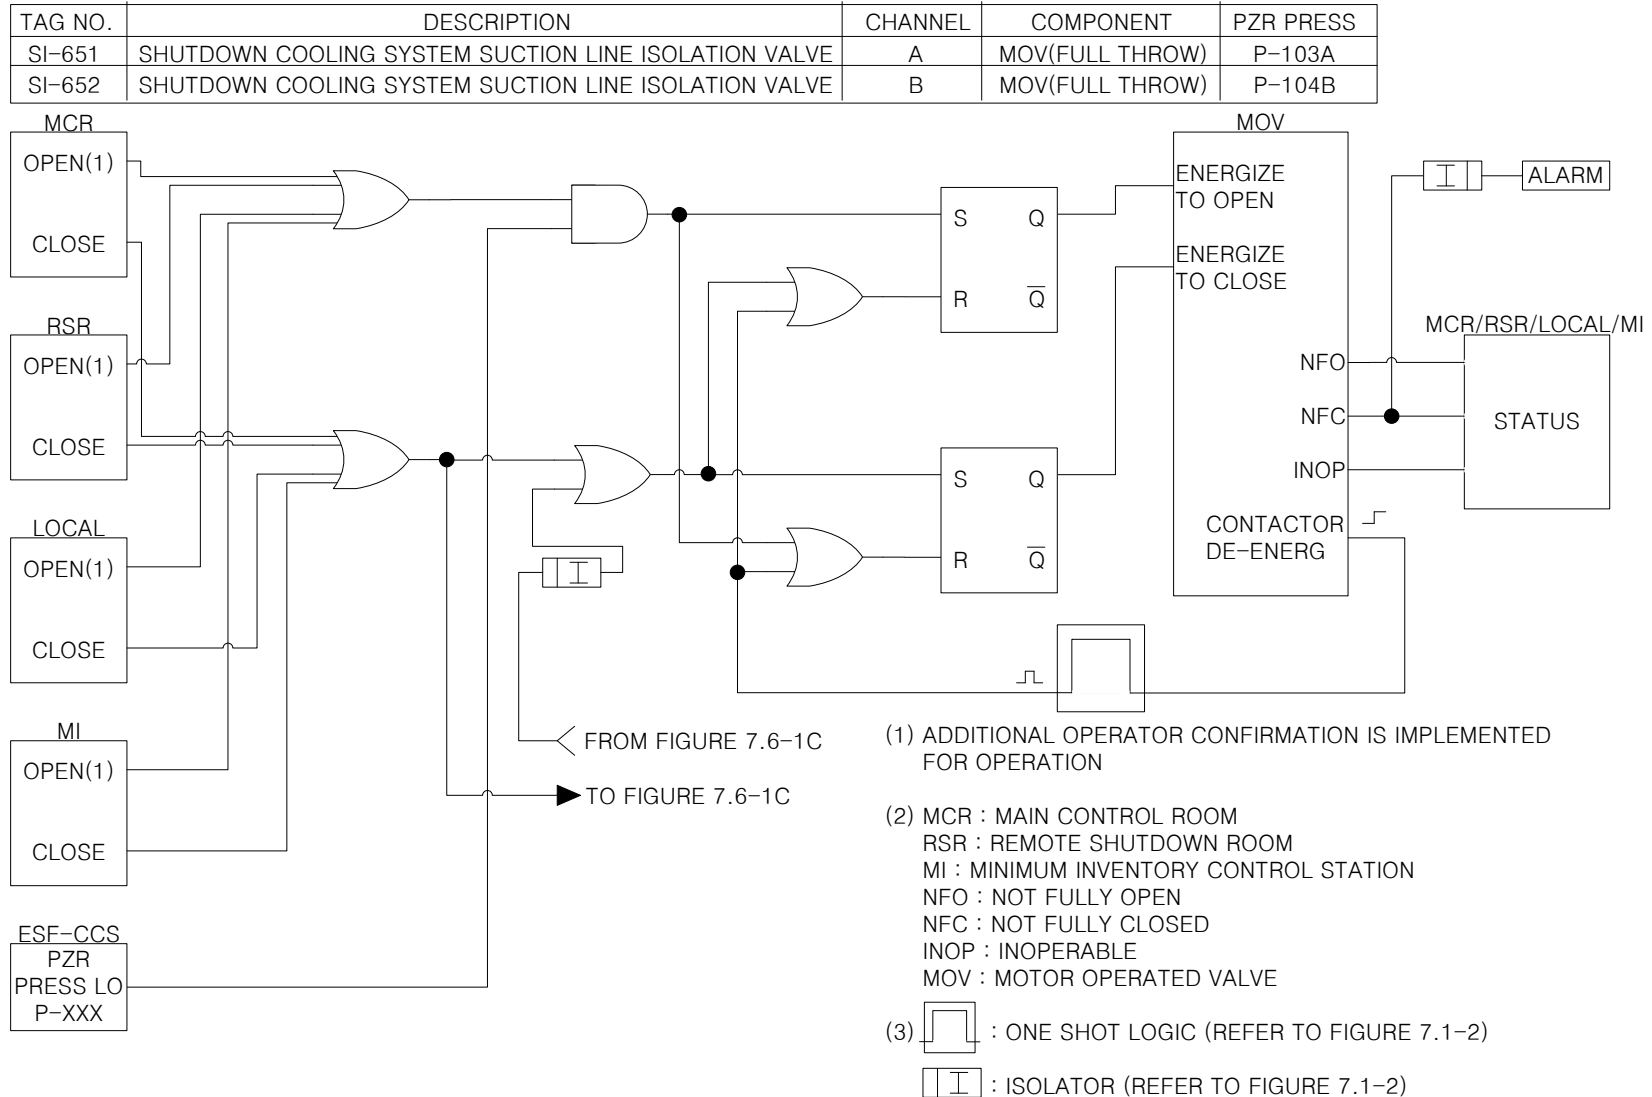 TAG NO. DESCRIPTION CHANNEL COMPONENT PZR PRESS
SI-651 SHUTDOWN COOLING SYSTEM SUCTION LINE ISOLATION VALVE A MOV(FULL THROW) P-103A
SI-652 SHUTDOWN COOLING SYSTEM SUCTION LINE ISOLATION VALVE B MOV(FULL THROW) P-104B
MCR
OPEN(1)
CLOSE
RSR
OPEN(1)
CLOSE
LOCAL
OPEN(1)
CLOSE
MI
OPEN(1)
CLOSE
ESF-CCS
PZR
PRESS LO
P-XXX
I
FROM FIGURE 7.6-1C
TO FIGURE 7.6-1C
S Q
R Q̅
S Q
R Q̅
MOV
ENERGIZE
TO OPEN
ENERGIZE
TO CLOSE
NFO
NFC
INOP
CONTACTOR
DE-ENERG
I
ALARM
MCR/RSR/LOCAL/MI
STATUS
(1) ADDITIONAL OPERATOR CONFIRMATION IS IMPLEMENTED
FOR OPERATION
(2) MCR : MAIN CONTROL ROOM
RSR : REMOTE SHUTDOWN ROOM
MI : MINIMUM INVENTORY CONTROL STATION
NFO : NOT FULLY OPEN
NFC : NOT FULLY CLOSED
INOP : INOPERABLE
MOV : MOTOR OPERATED VALVE
(3) : ONE SHOT LOGIC (REFER TO FIGURE 7.1-2)
I : ISOLATOR (REFER TO FIGURE 7.1-2)